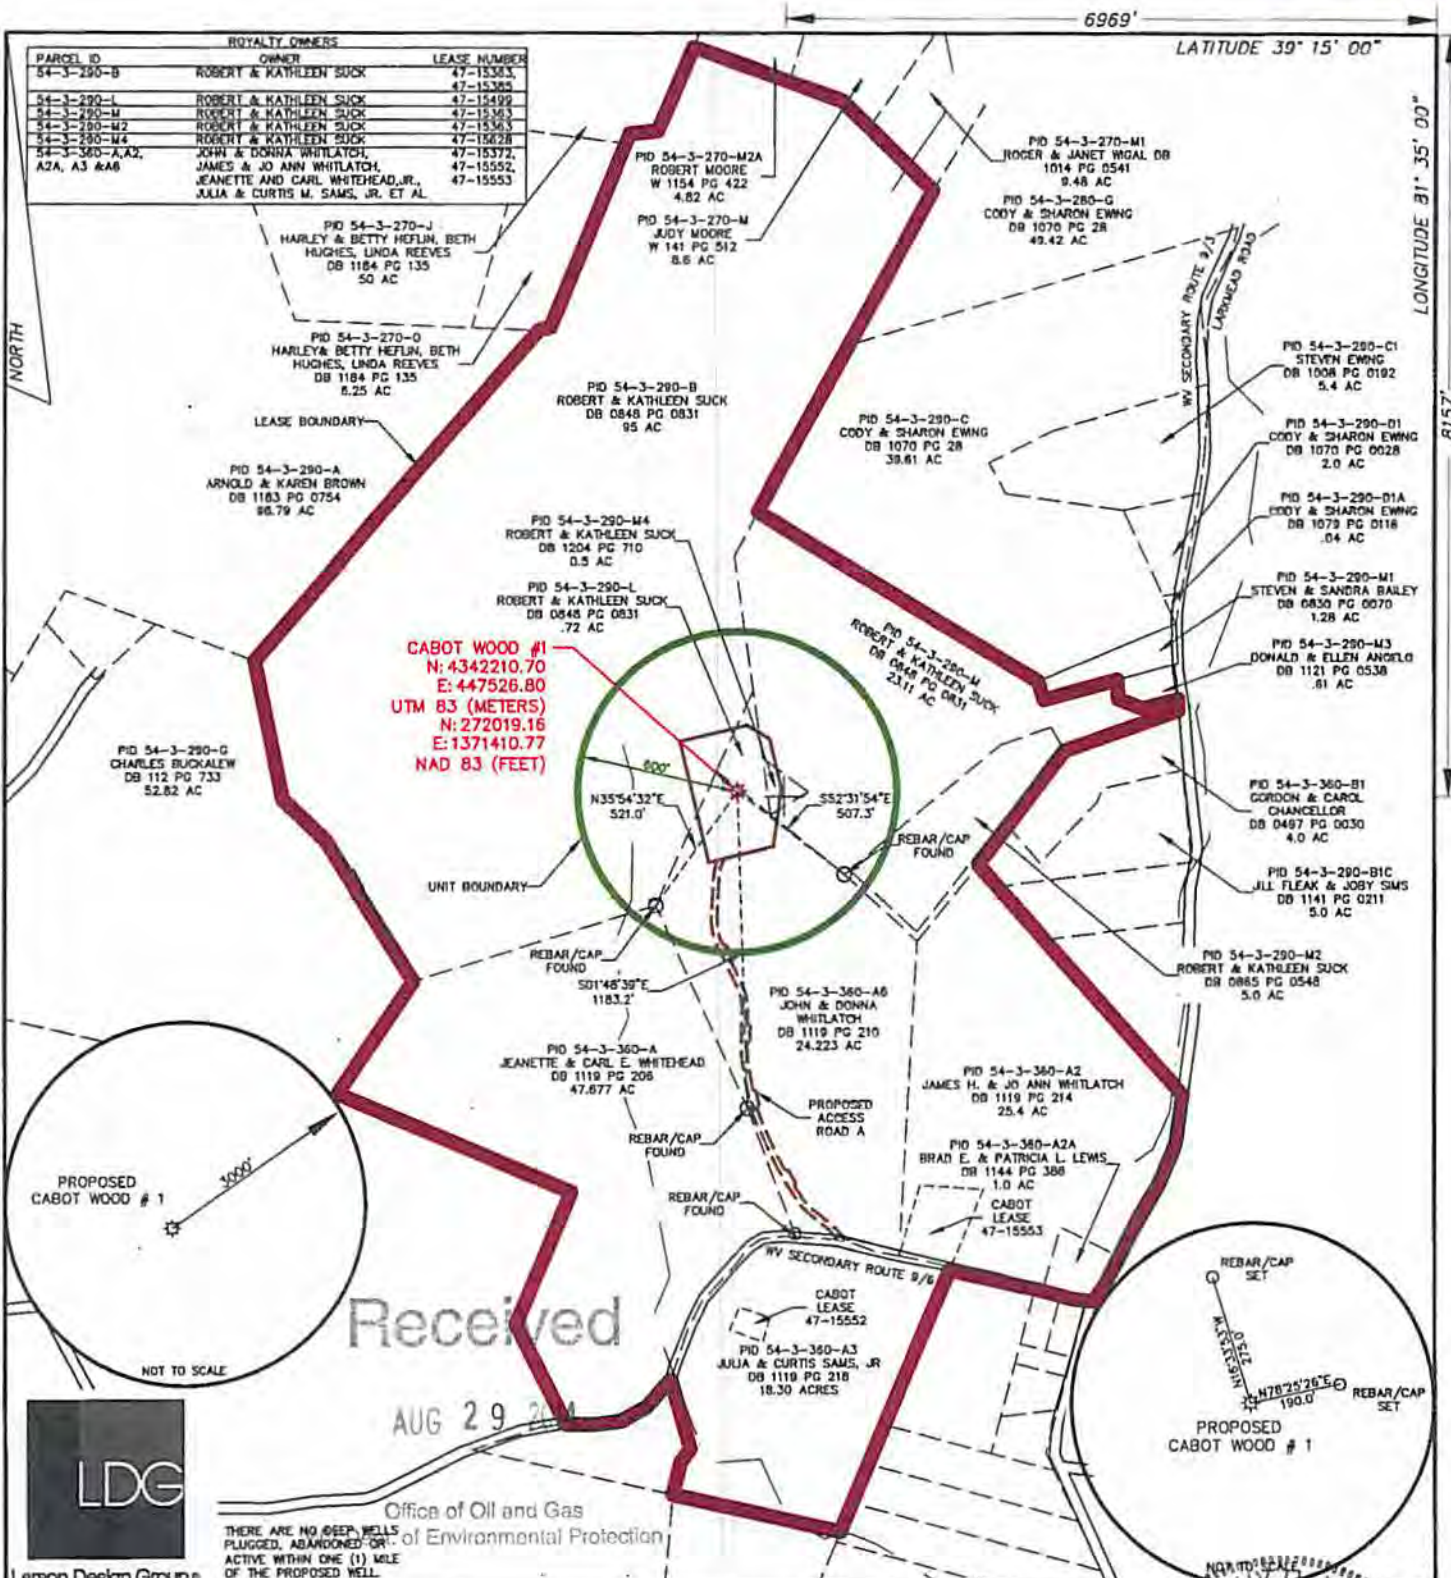 6969'
LATITUDE 39° 15' 00"
LONGITUDE 81° 35' 00"
8157'
NORTH
ROYALTY OWNERS
PARCEL ID OWNER LEASE NUMBER
54-3-290-B ROBERT & KATHLEEN SUCK 47-15363,
47-15365
54-3-290-L ROBERT & KATHLEEN SUCK 47-15499
54-3-290-M ROBERT & KATHLEEN SUCK 47-15363
54-3-290-M2 ROBERT & KATHLEEN SUCK 47-15363
54-3-290-M4 ROBERT & KATHLEEN SUCK 47-15628
54-3-360-A,A2, JOHN & DONNA WHITLATCH, 47-15372,
A2A, A3 &A6 JAMES & JO ANN WHITLATCH, 47-15552,
JEANETTE AND CARL WHITEHEAD,JR., 47-15553
JULIA & CURTIS M. SAMS, JR. ET AL
PID 54-3-270-M2A
ROBERT MOORE
W 1154 PG 422
4.82 AC
PID 54-3-270-M
JUDY MOORE
W 141 PG 512
8.6 AC
PID 54-3-270-M1
ROGER & JANET WIGAL DB
1014 PG 0541
9.48 AC
PID 54-3-280-G
CODY & SHARON EWING
DB 1070 PG 28
49.42 AC
PID 54-3-270-J
HARLEY & BETTY HEFLIN, BETH
HUGHES, LINDA REEVES
DB 1184 PG 135
50 AC
PID 54-3-270-O
HARLEY& BETTY HEFLIN, BETH
HUGHES, LINDA REEVES
DB 1184 PG 135
6.25 AC
LEASE BOUNDARY
PID 54-3-290-A
ARNOLD & KAREN BROWN
DB 1183 PG 0754
96.79 AC
PID 54-3-290-B
ROBERT & KATHLEEN SUCK
DB 0848 PG 0831
95 AC
PID 54-3-290-C
CODY & SHARON EWING
DB 1070 PG 28
39.61 AC
WV SECONDARY ROUTE 9/3
LARKMEAD ROAD
PID 54-3-290-C1
STEVEN EWING
DB 1008 PG 0192
5.4 AC
PID 54-3-290-D1
CODY & SHARON EWING
DB 1070 PG 0028
2.0 AC
PID 54-3-290-D1A
CODY & SHARON EWING
DB 1079 PG 0118
.04 AC
PID 54-3-290-M1
STEVEN & SANDRA BAILEY
DB 0830 PG 0070
1.28 AC
PID 54-3-290-M3
DONALD & ELLEN ANGELO
DB 1121 PG 0538
.61 AC
PID 54-3-290-M4
ROBERT & KATHLEEN SUCK
DB 1204 PG 710
0.5 AC
PID 54-3-290-L
ROBERT & KATHLEEN SUCK
DB 0848 PG 0831
.72 AC
PID 54-3-290-M
ROBERT & KATHLEEN SUCK
DB 0848 PG 0831
23.11 AC
CABOT WOOD #1
N: 4342210.70
E: 447526.80
UTM 83 (METERS)
N: 272019.16
E: 1371410.77
NAD 83 (FEET)
PID 54-3-290-G
CHARLES BUCKALEW
DB 112 PG 733
52.82 AC
N35°54'32"E
521.0'
S52°31'54"E
507.3'
REBAR/CAP
FOUND
UNIT BOUNDARY
REBAR/CAP
FOUND
S01°48'39"E
1183.2'
PID 54-3-360-B1
GORDON & CAROL
CHANCELLOR
DB 0497 PG 0030
4.0 AC
PID 54-3-290-B1C
JILL FLEAK & JOBY SIMS
DB 1141 PG 0211
5.0 AC
PID 54-3-290-M2
ROBERT & KATHLEEN SUCK
DB 0865 PG 0548
5.0 AC
PID 54-3-360-A6
JOHN & DONNA
WHITLATCH
DB 1119 PG 210
24.223 AC
PID 54-3-360-A
JEANETTE & CARL E. WHITEHEAD
DB 1119 PG 206
47.677 AC
PID 54-3-360-A2
JAMES H. & JO ANN WHITLATCH
DB 1119 PG 214
25.4 AC
PROPOSED
ACCESS
ROAD A
REBAR/CAP
FOUND
PID 54-3-360-A2A
BRAD E. & PATRICIA L. LEWIS
DB 1144 PG 388
1.0 AC
CABOT
LEASE
47-15553
REBAR/CAP
FOUND
WV SECONDARY ROUTE 9/6
CABOT
LEASE
47-15552
PID 54-3-360-A3
JULIA & CURTIS SAMS, JR
DB 1119 PG 218
18.30 ACRES
PROPOSED
CABOT WOOD # 1
3000'
NOT TO SCALE
REBAR/CAP
SET
275.0'
N78°25'26"E
190.0'
REBAR/CAP
SET
PROPOSED
CABOT WOOD # 1
NOT TO SCALE
Received
AUG 29
Office of Oil and Gas
of Environmental Protection
LDG
Lemon Design Group
THERE ARE NO DEEP WELLS
PLUGGED, ABANDONED OR
ACTIVE WITHIN ONE (1) MILE
OF THE PROPOSED WELL.